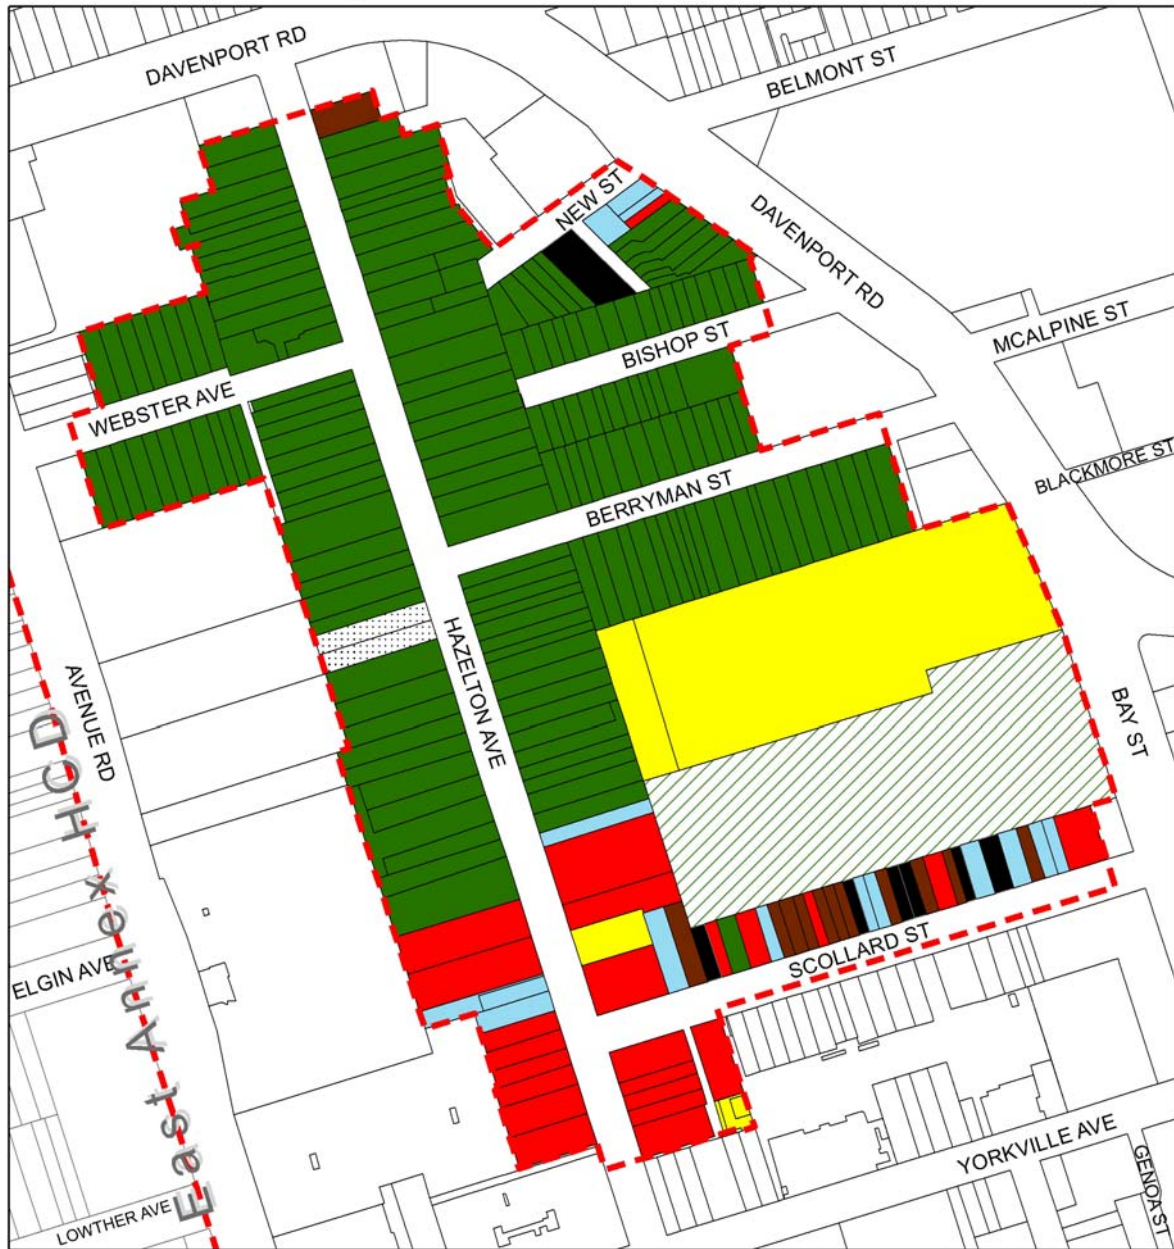 DAVENPORT RD
BELMONT ST
NEW ST
DAVENPORT RD
MCALPINE ST
BISHOP ST
WEBSTER AVE
BLACKMORE ST
BERRYMAN ST
HAZELTON AVE
AVENUE RD
BAY ST
East Annex HCD
SCOLLARD ST
ELGIN AVE
YORKVILLE AVE
GENOA ST
LOWTHER AVE